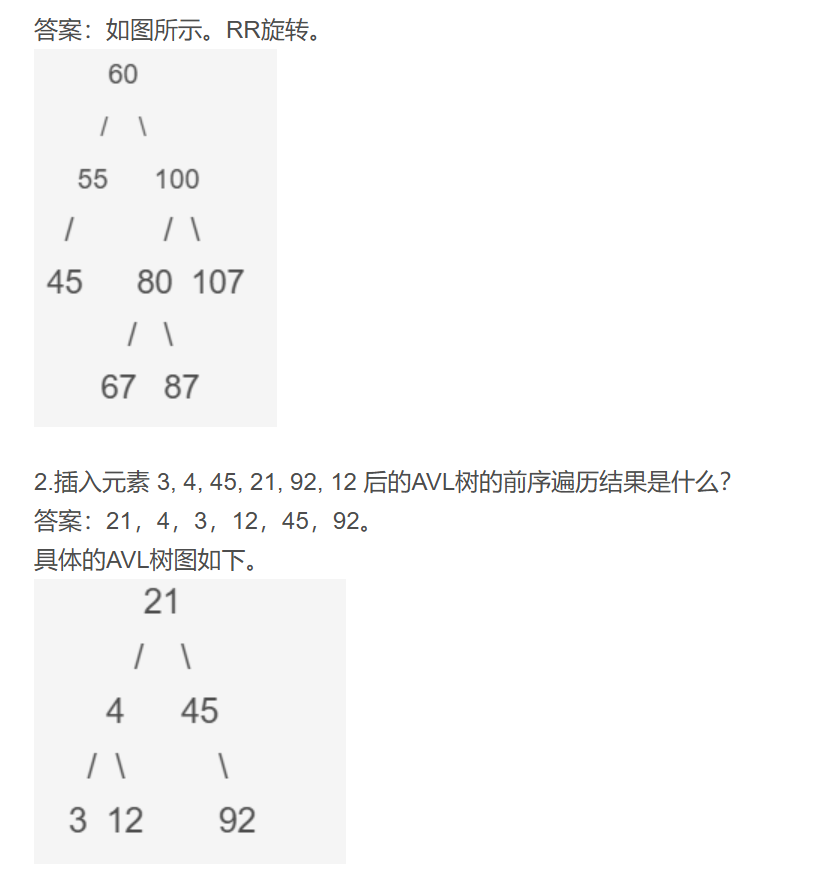 答案：如图所示。RR旋转。
60
/ \
55 100
/ / \
45 80 107
/ \
67 87
2.插入元素 3, 4, 45, 21, 92, 12 后的AVL树的前序遍历结果是什么？
答案：21，4，3，12，45，92。
具体的AVL树图如下。
21
/ \
4 45
/ \ \
3 12 92